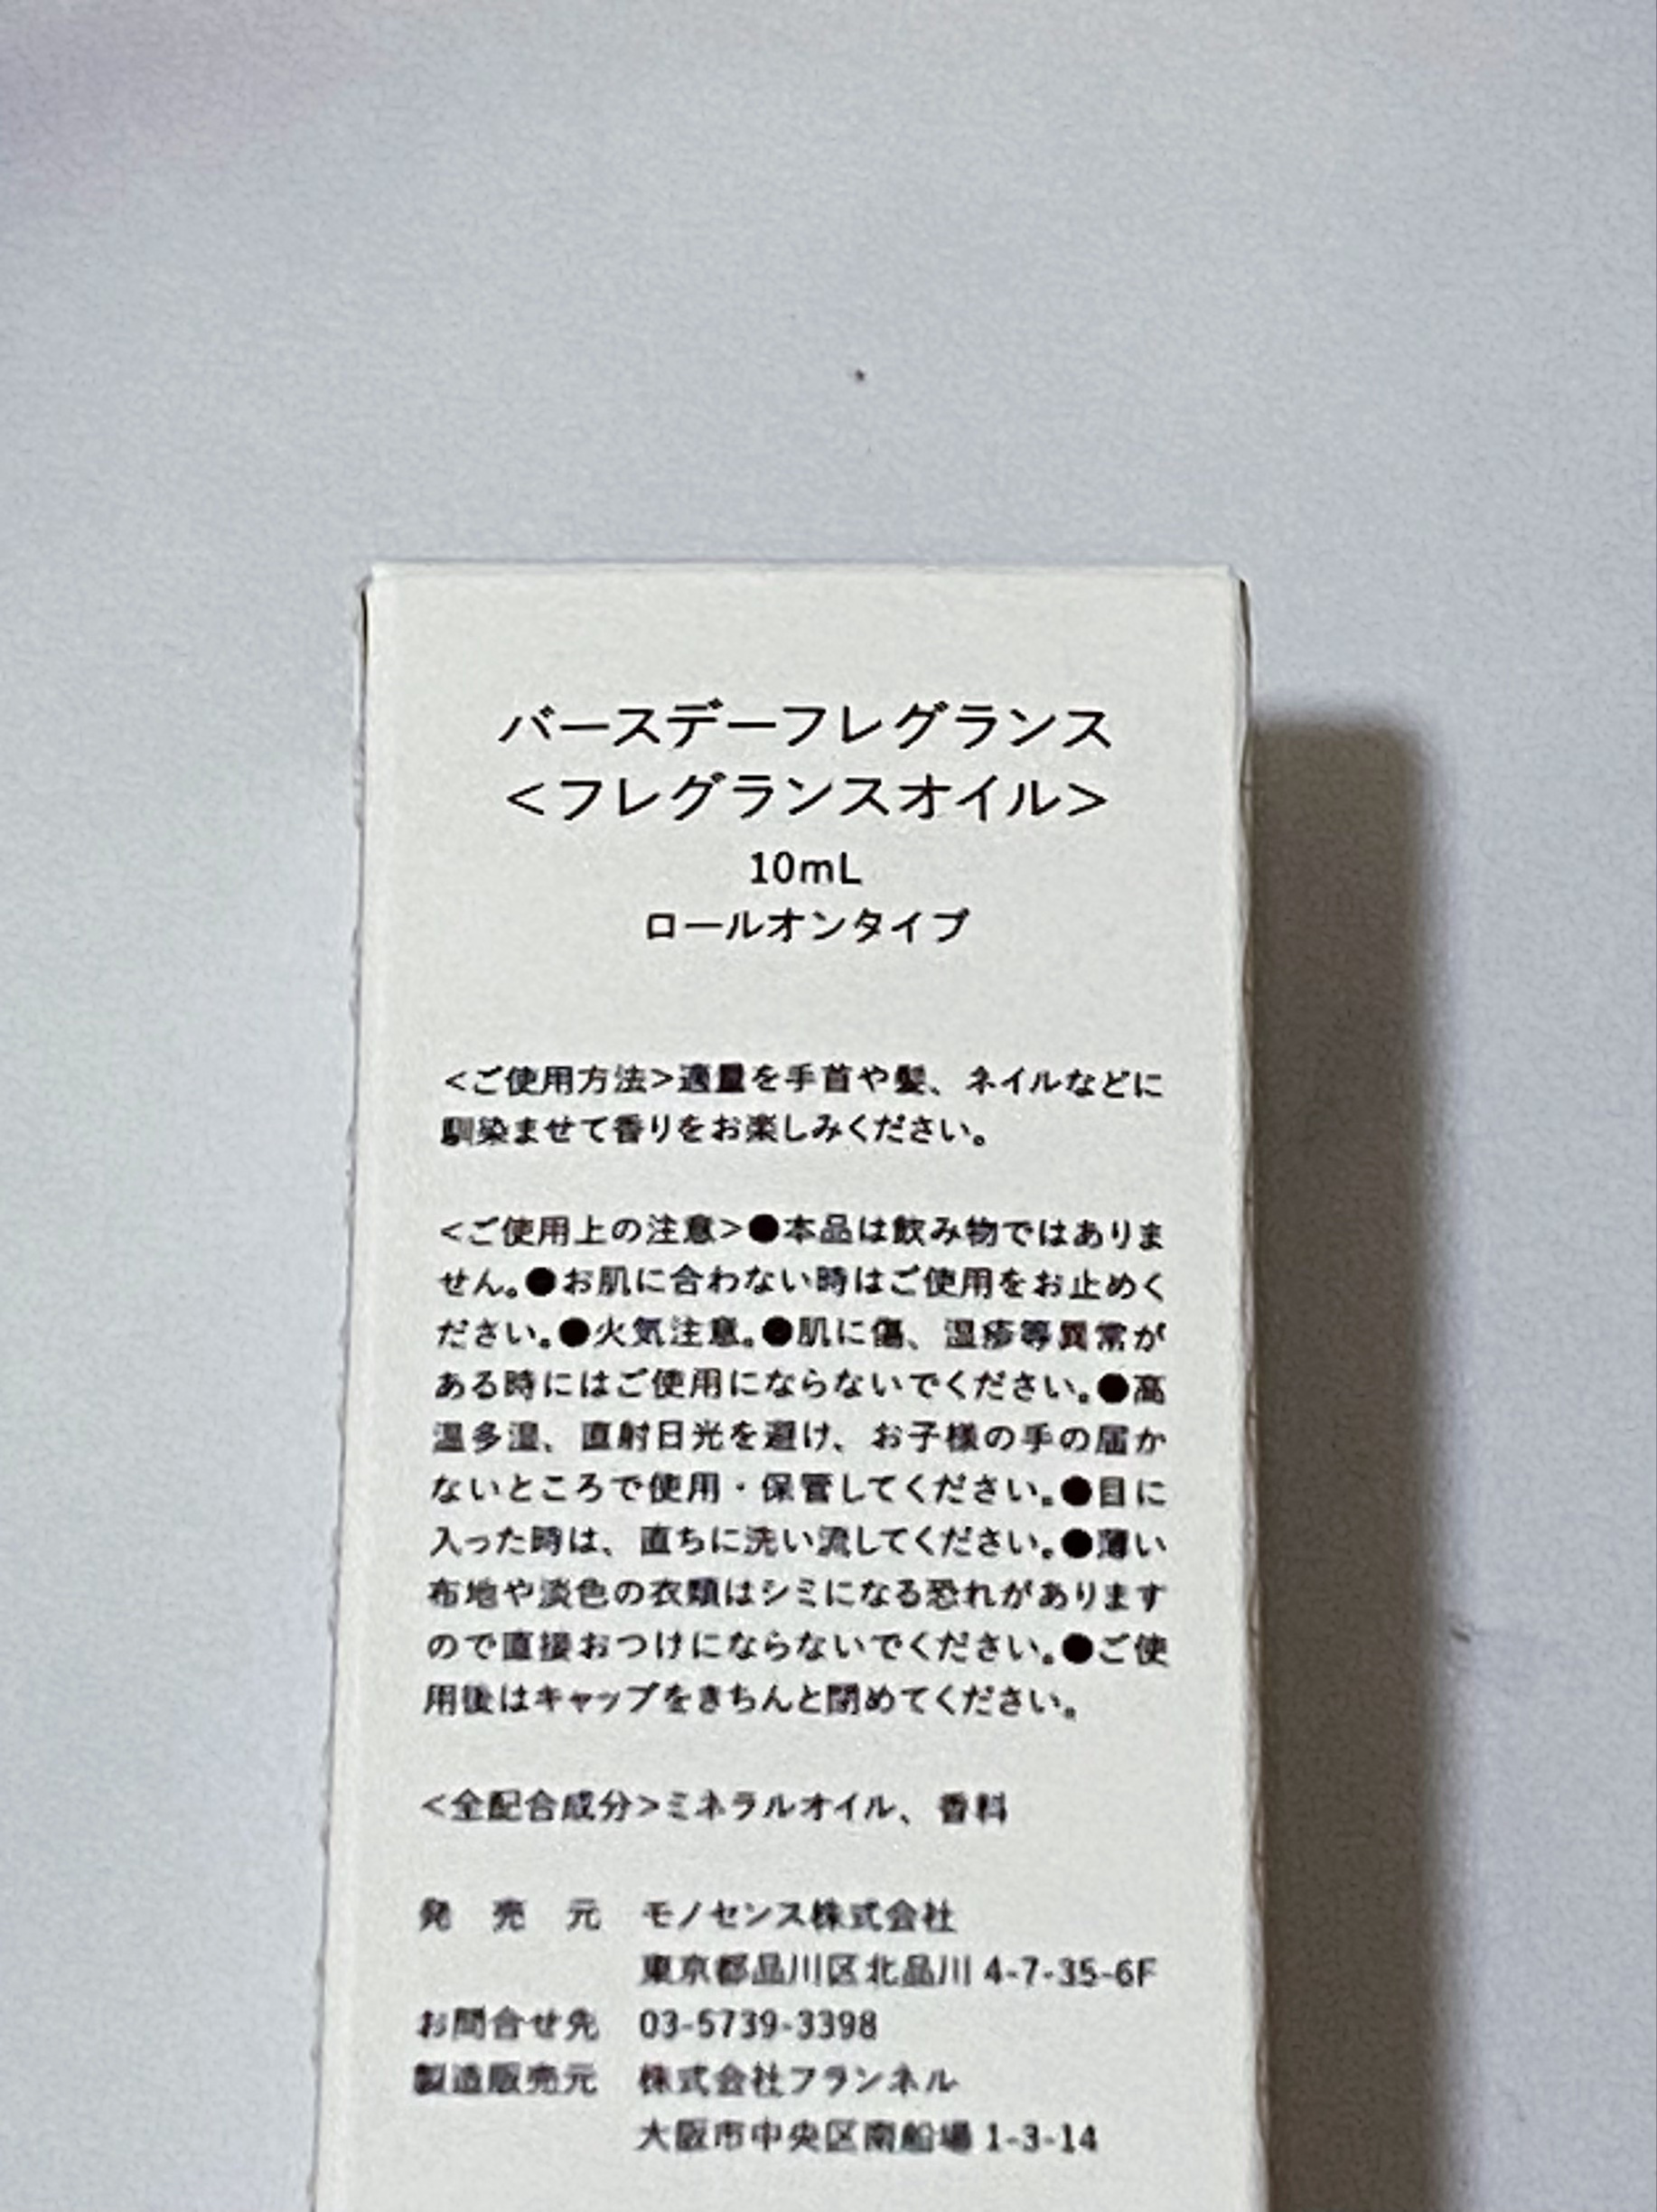 バースデーフレグランス
<フレグランスオイル>
10mL
ロールオンタイプ
<ご使用方法>適量を手首や髪、ネイルなどに
馴染ませて香りをお楽しみください。
<ご使用上の注意>●本品は飲み物ではありま
せん。●お肌に合わない時はご使用をお止めく
ださい。●火気注意。●肌に傷、湿疹等異常が
ある時にはご使用にならないでください。●高
温多湿、直射日光を避け、お子様の手の届か
ないところで使用・保管してください。●目に
入った時は、直ちに洗い流してください。●薄い
布地や淡色の衣類はシミになる恐れがあります
ので直接おつけにならないでください。●ご使
用後はキャップをきちんと閉めてください。
<全配合成分>ミネラルオイル、香料
発売元 モノセンス株式会社
東京都品川区北品川 4-7-35-6F
お問合せ先 03-5739-3398
製造販売元 株式会社フランネル
大阪市中央区南船場 1-3-14